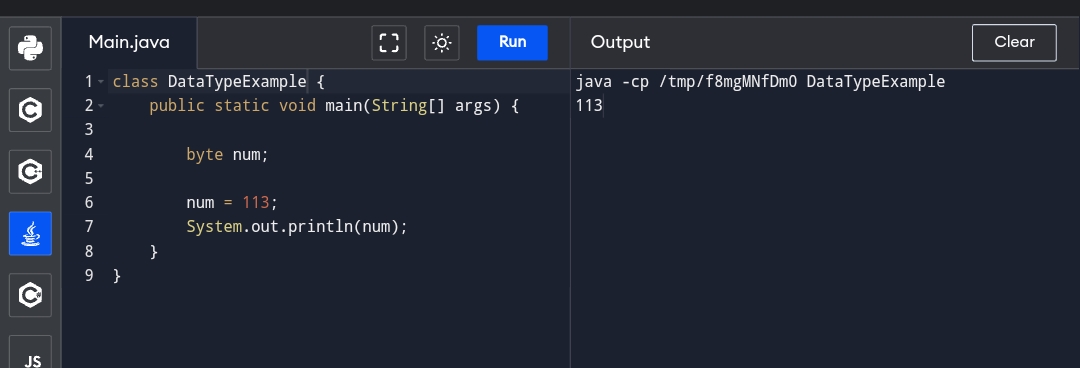 Main.java
Run
Output
Clear
1 class DataTypeExample {
2     public static void main(String[] args) {
3
4         byte num;
5
6         num = 113;
7         System.out.println(num);
8     }
9 }
java -cp /tmp/f8mgMNfDmO DataTypeExample
113
C
C++
C#
JS